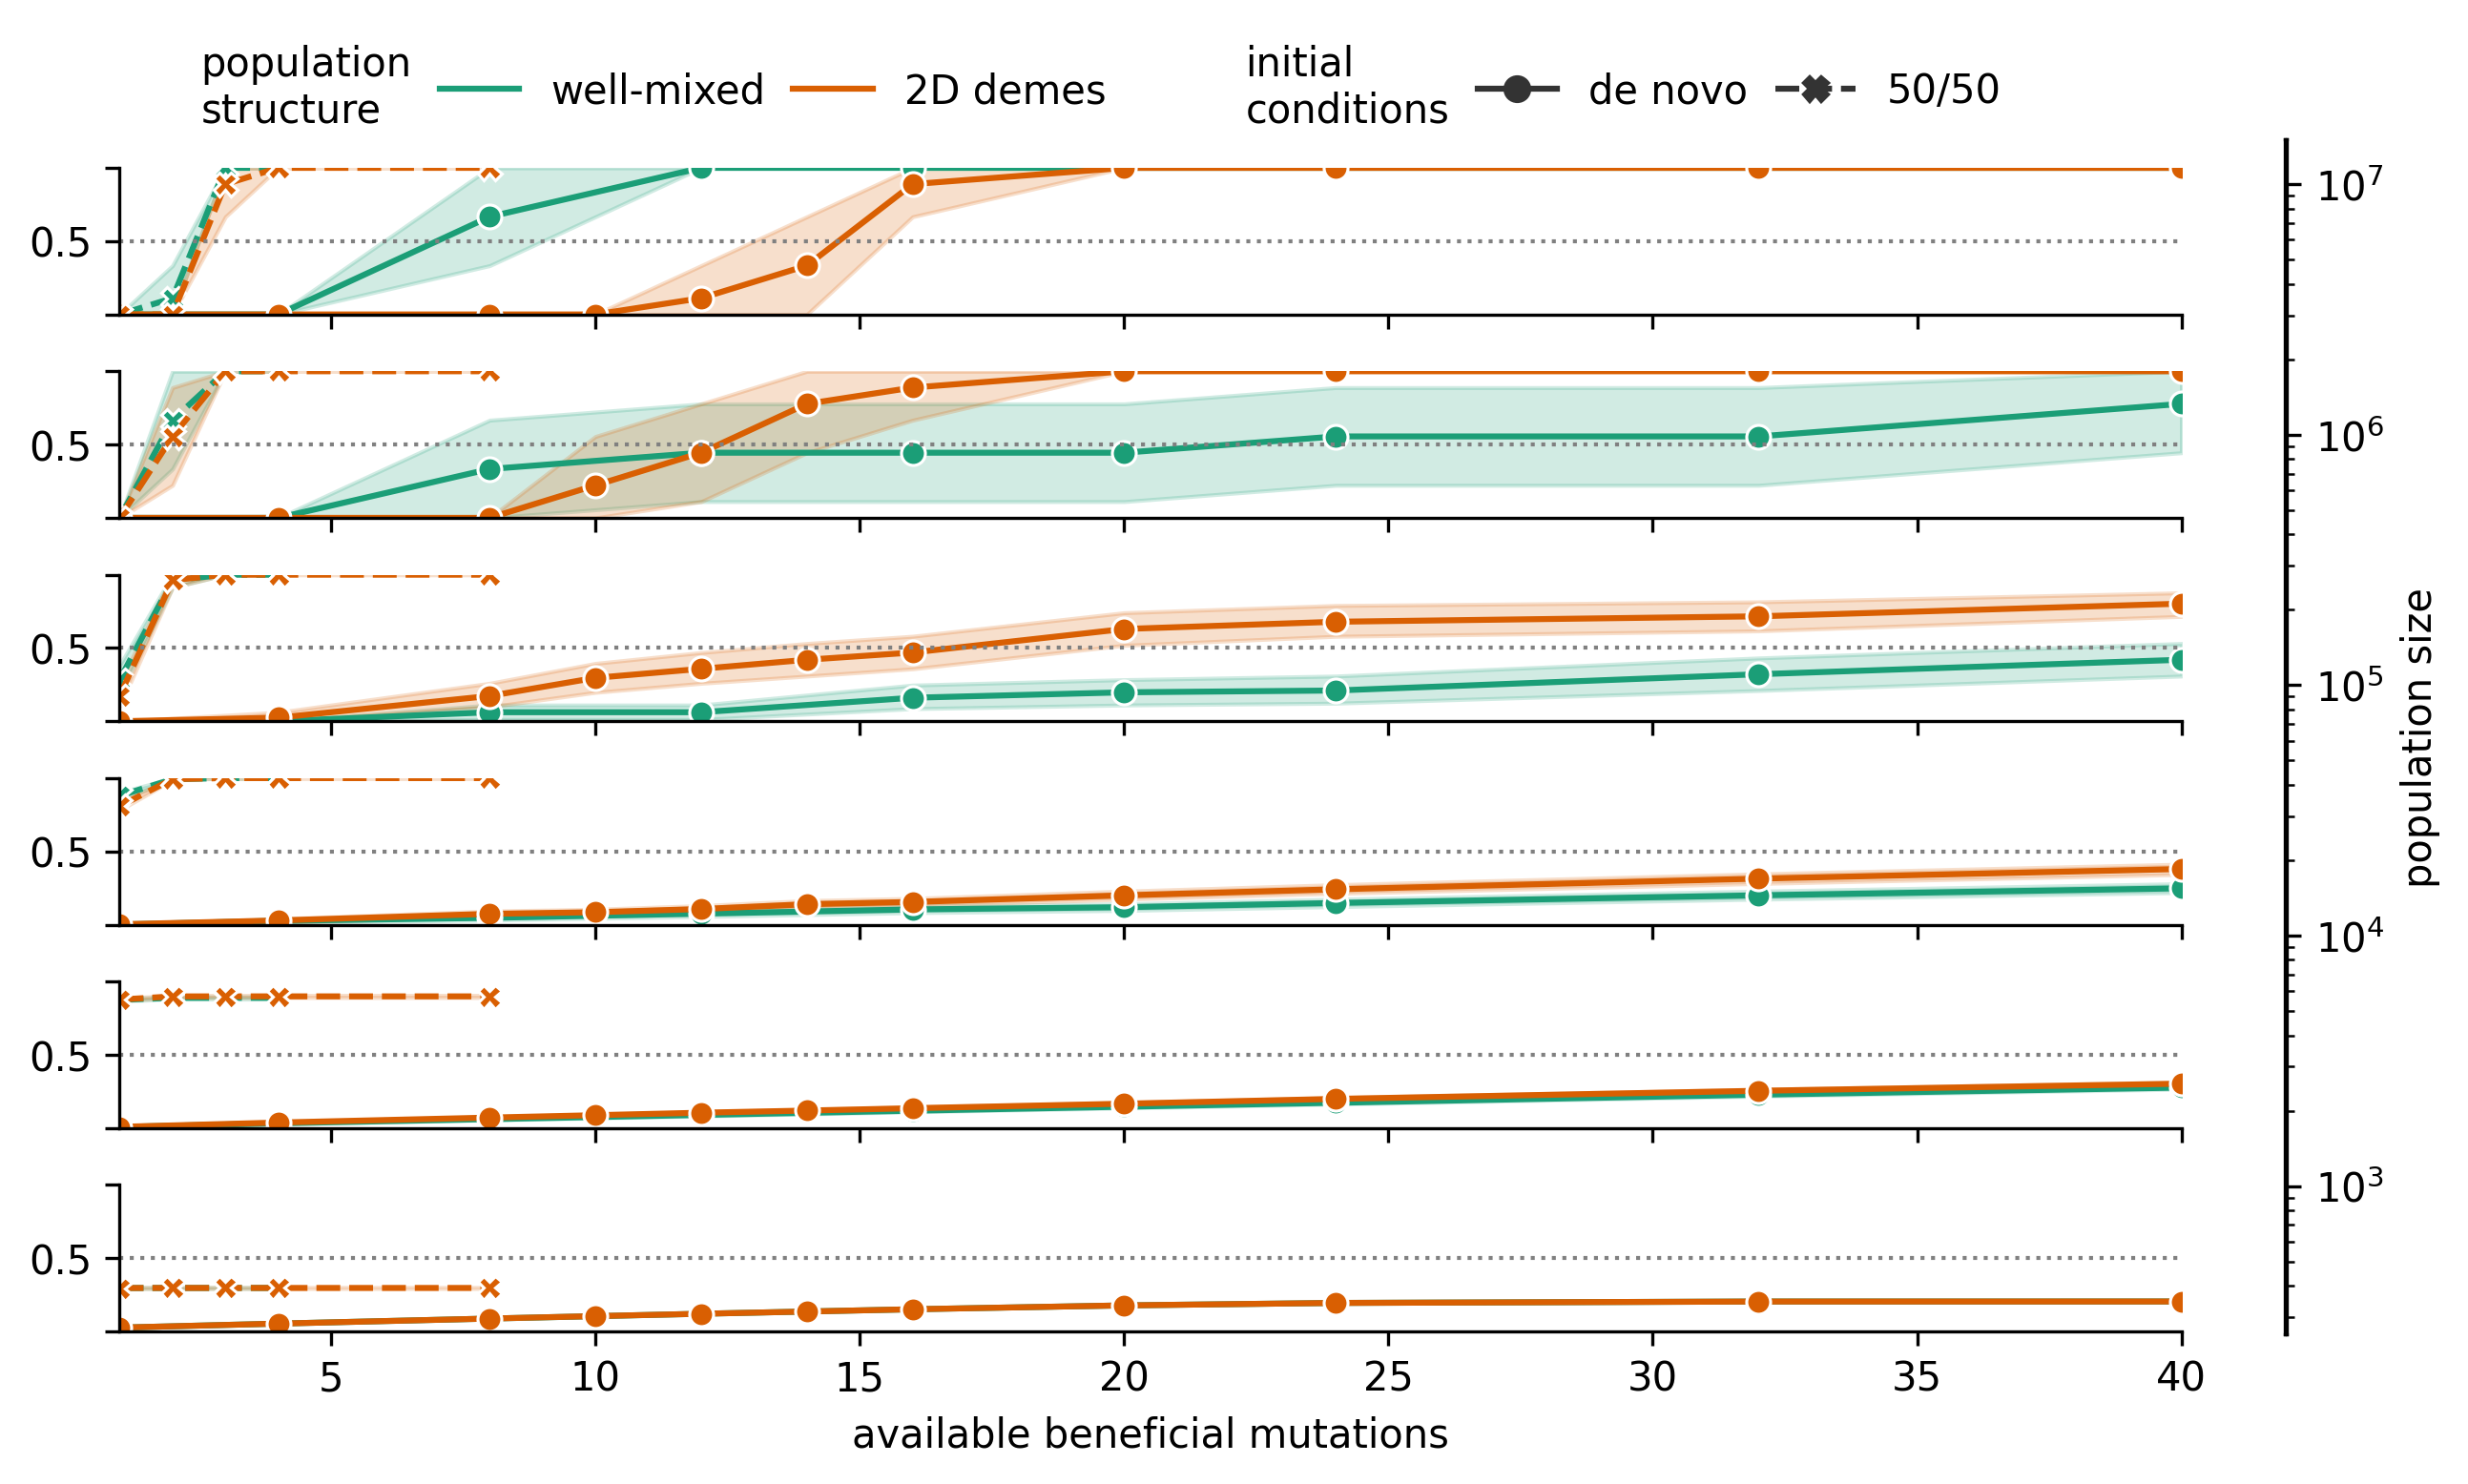 population
structure
well-mixed
2D demes
initial
conditions
de novo
50/50
0.5
0.5
0.5
0.5
0.5
0.5
5 10 15 20 25 30 35 40
available beneficial mutations
10⁷
10⁶
10⁵
10⁴
10³
population size